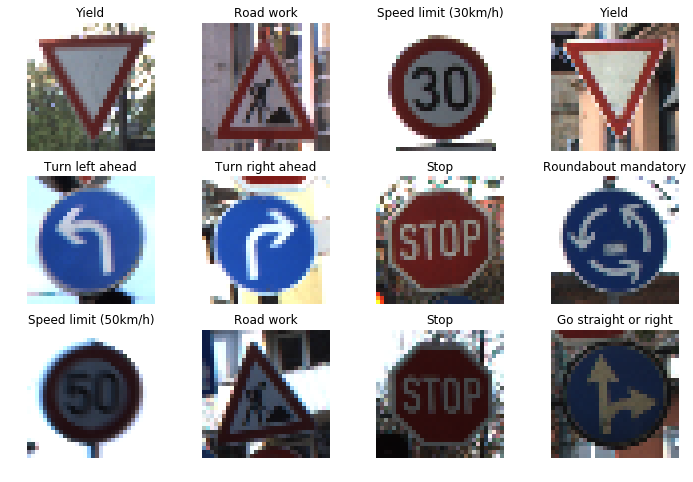 Yield
Road work
Speed limit (30km/h)
Yield
30
Turn left ahead
Turn right ahead
Stop
Roundabout mandatory
STOP
Speed limit (50km/h)
Road work
Stop
Go straight or right
50
STOP